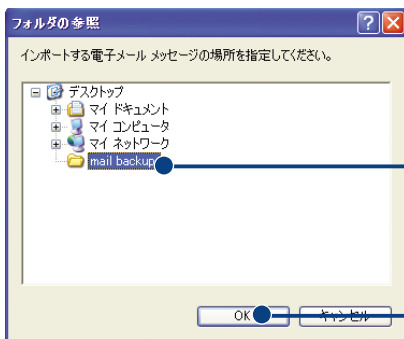 フォルダの参照
インポートする電子メール メッセージの場所を指定してください。
デスクトップ
マイ ドキュメント
マイ コンピュータ
マイ ネットワーク
mail backup
OK
キャンセル